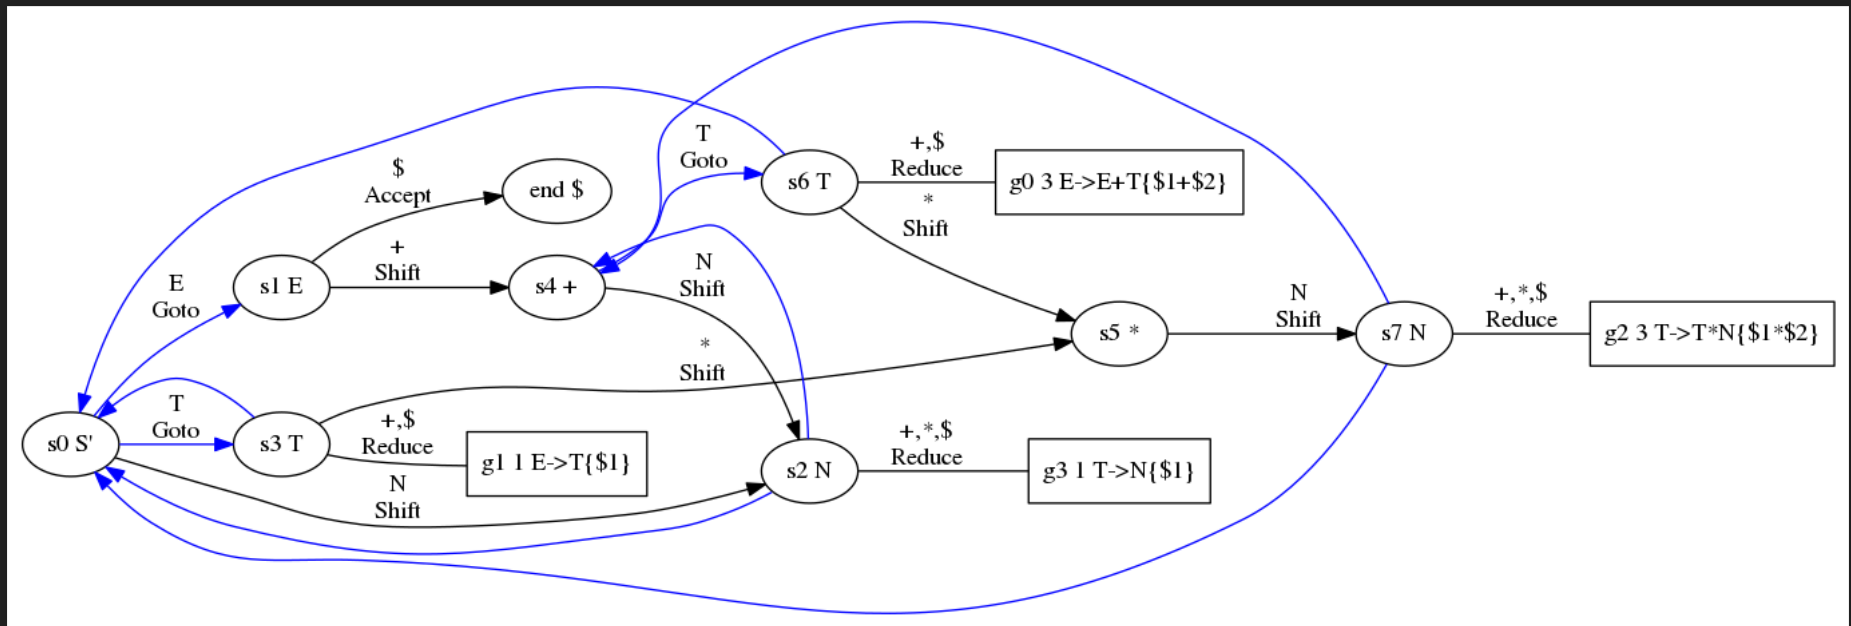 T
Goto
+,$
Reduce
*
Shift
s6 T
g0 3 E->E+T{$1+$2}
$
Accept
end $
+
Shift
E
Goto
s1 E
s4 +
N
Shift
s5 *
N
Shift
s7 N
+,*,$
Reduce
g2 3 T->T*N{$1*$2}
*
Shift
T
Goto
s0 S'
s3 T
+,$
Reduce
g1 1 E->T{$1}
N
Shift
s2 N
+,*,$
Reduce
g3 1 T->N{$1}